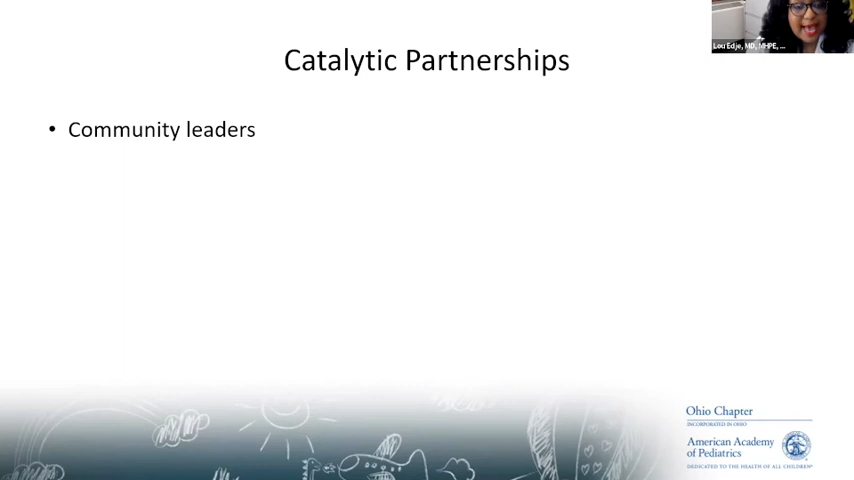 Lou Edje, MD, MHPE, ...
Catalytic Partnerships
• Community leaders
Ohio Chapter
INCORPORATED IN OHIO
American Academy
of Pediatrics
DEDICATED TO THE HEALTH OF ALL CHILDREN®